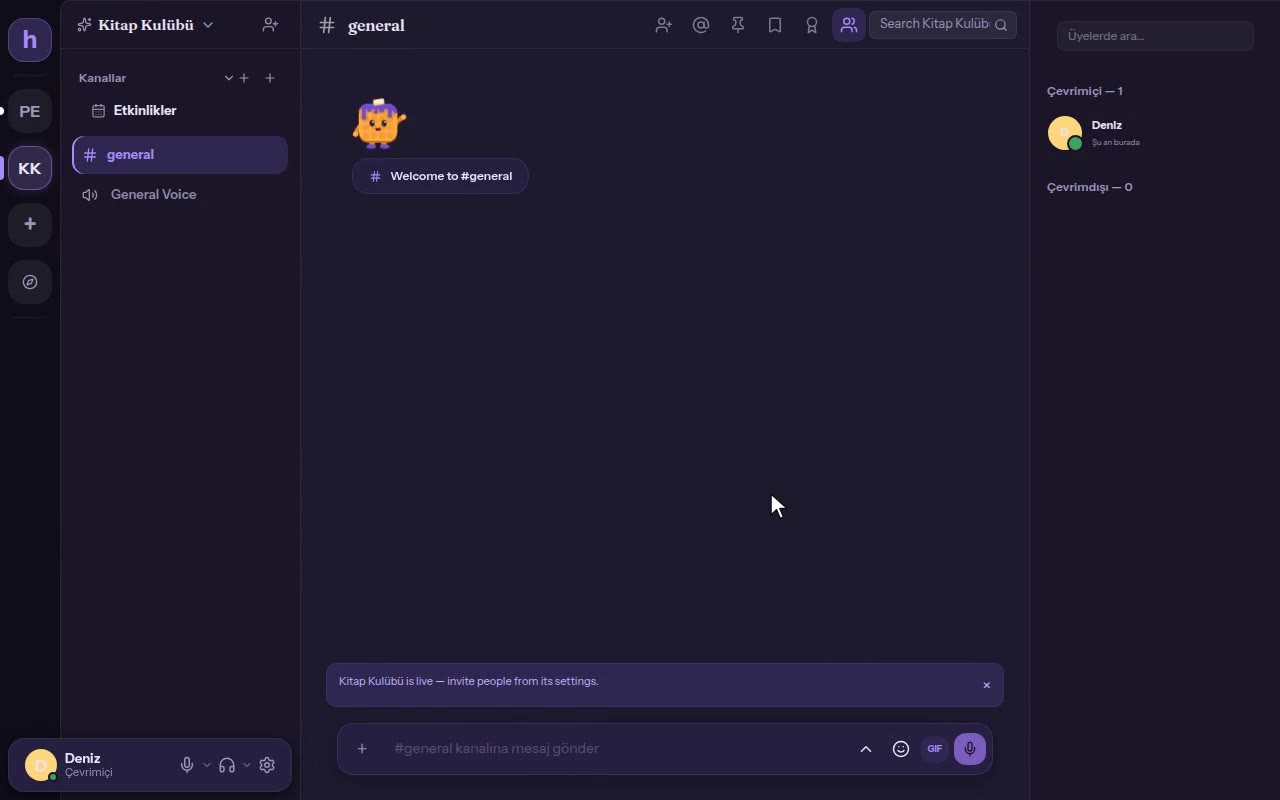 h
PE
KK
+
Kitap Kulübü
Kanallar
Etkinlikler
general
General Voice
Deniz
Çevrimiçi
general
Search Kitap Kulüb
Welcome to #general
Kitap Kulübü is live — invite people from its settings.
#general kanalına mesaj gönder
GIF
Üyelerde ara...
Çevrimiçi — 1
D
Deniz
Şu an burada
Çevrimdışı — 0
D